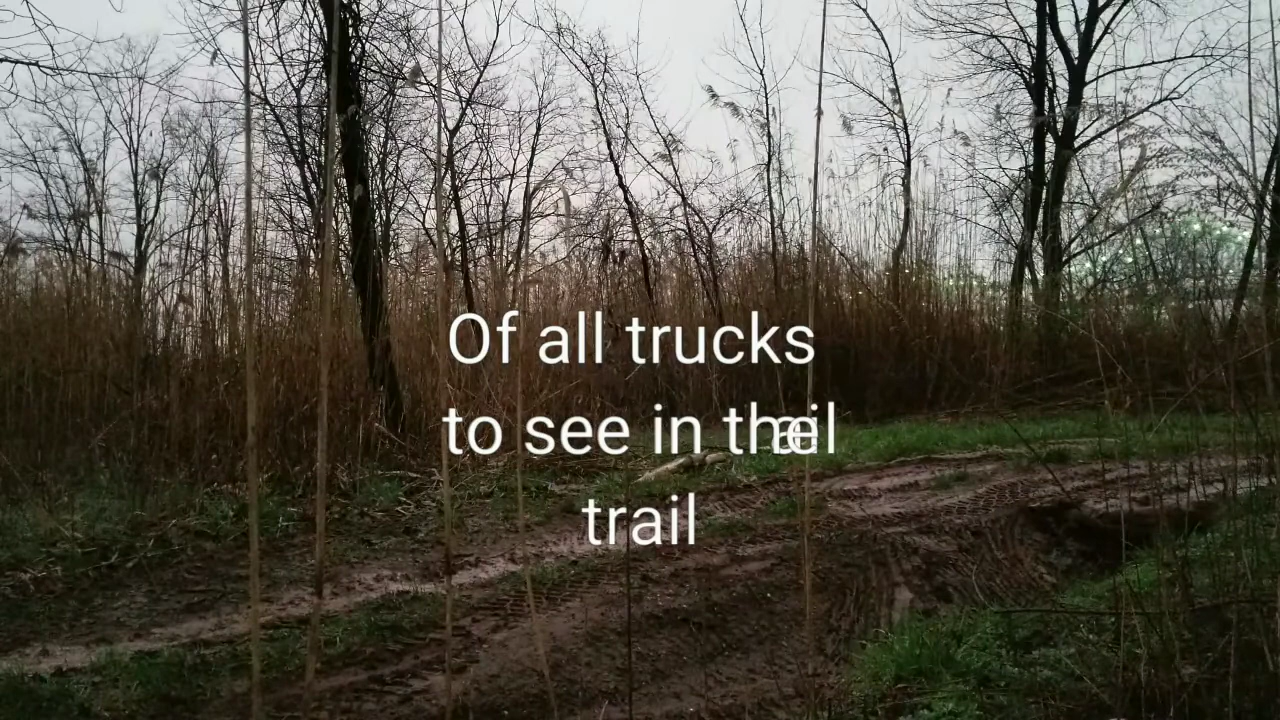 Of all trucks
to see in the
trail